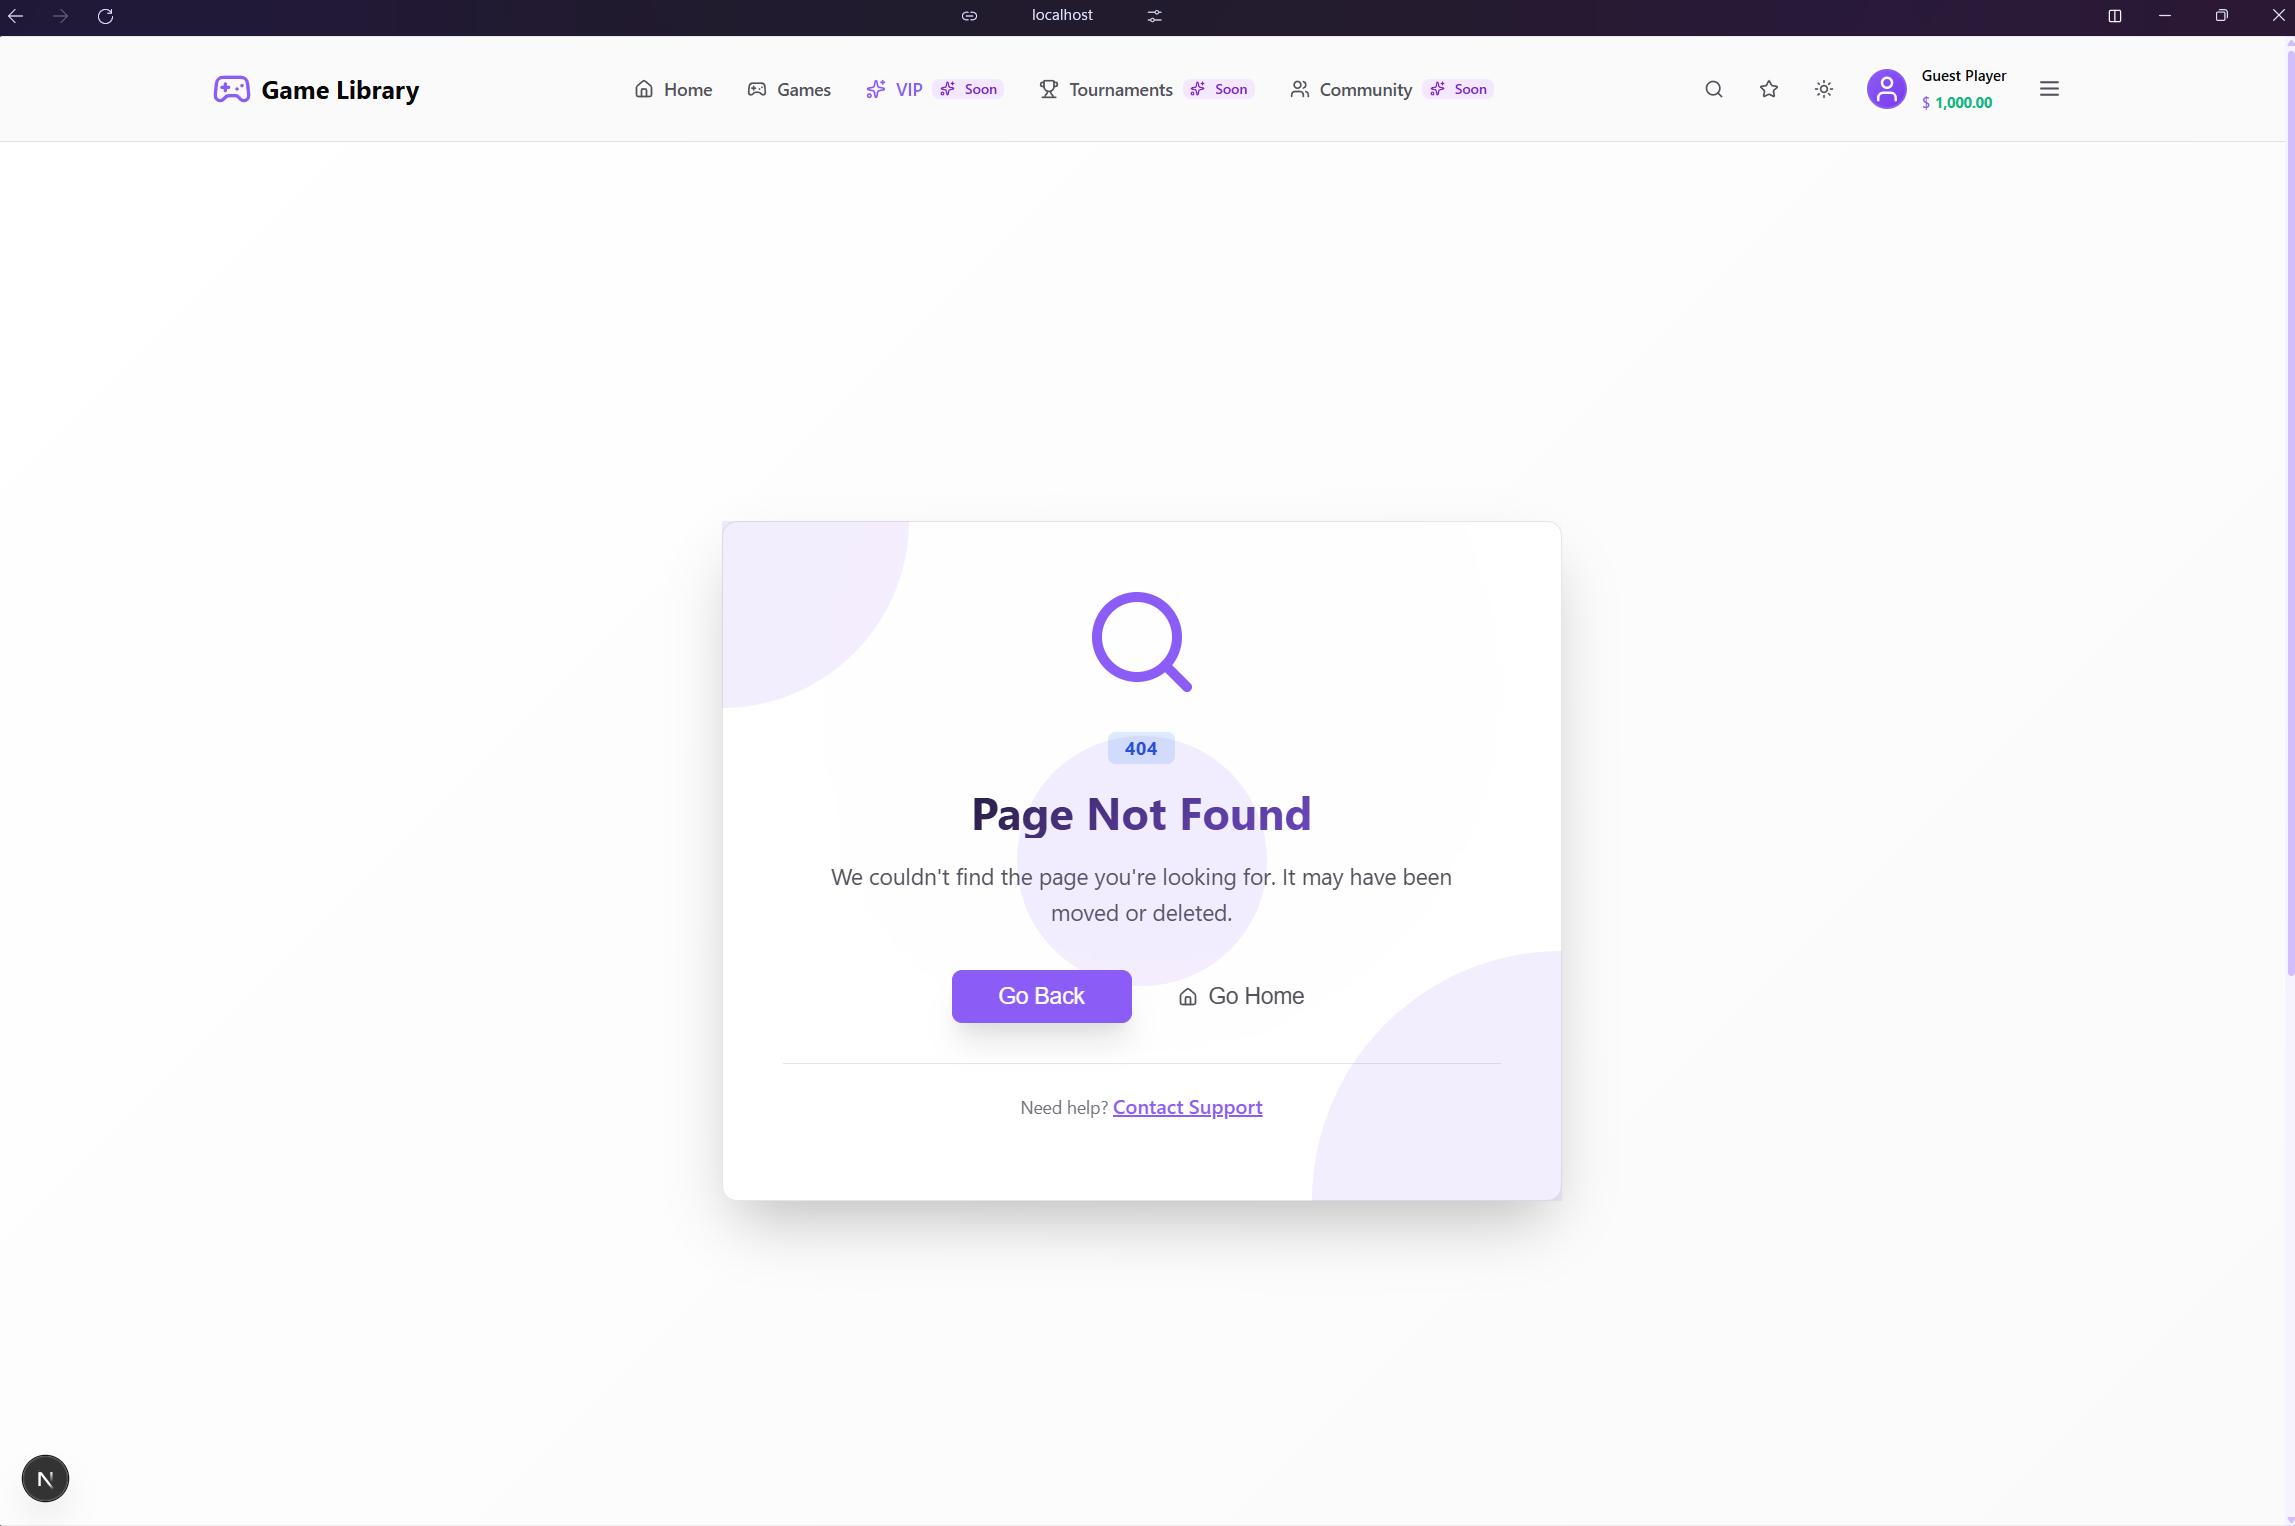 localhost
Game Library
Home
Games
VIP
Soon
Tournaments
Soon
Community
Soon
Guest Player
$ 1,000.00
404
Page Not Found
We couldn't find the page you're looking for. It may have been
moved or deleted.
Go Back
Go Home
Need help? Contact Support
N